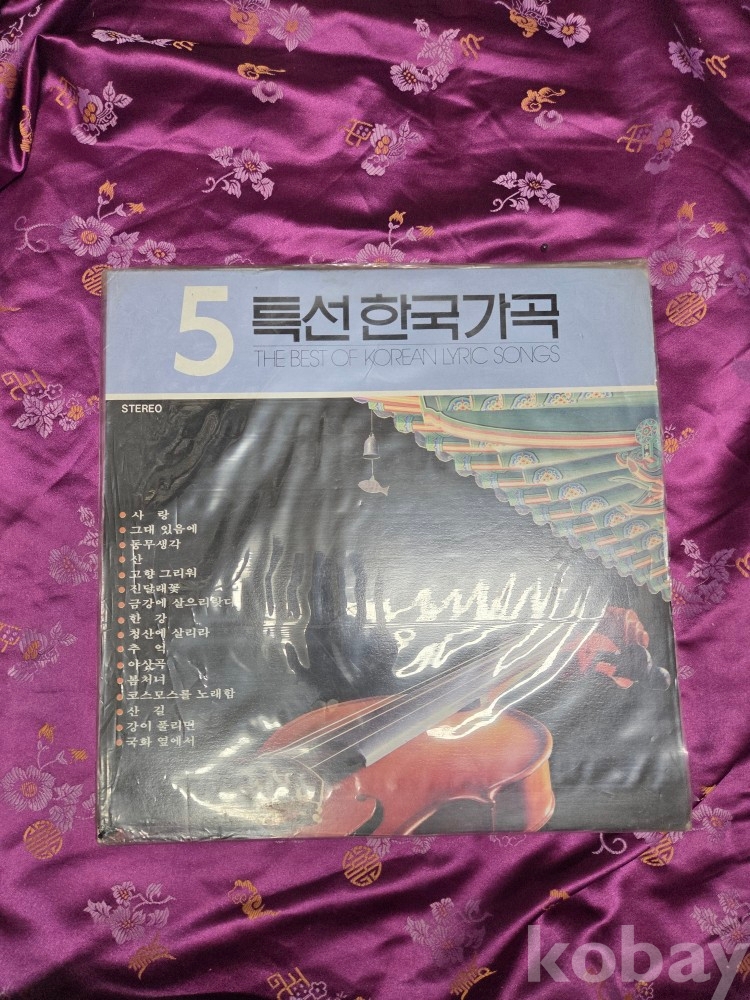 5 특선 한국가곡
THE BEST OF KOREAN LYRIC SONGS
STEREO
사 랑
그대 있음에
동무생각
산
고향 그리워
진달래꽃
금강에 살으리랏다
한 강
청산에 살리라
추 억
야상곡
봄처녀
코스모스를 노래함
산 길
강이 풀리면
국화 옆에서
kobay